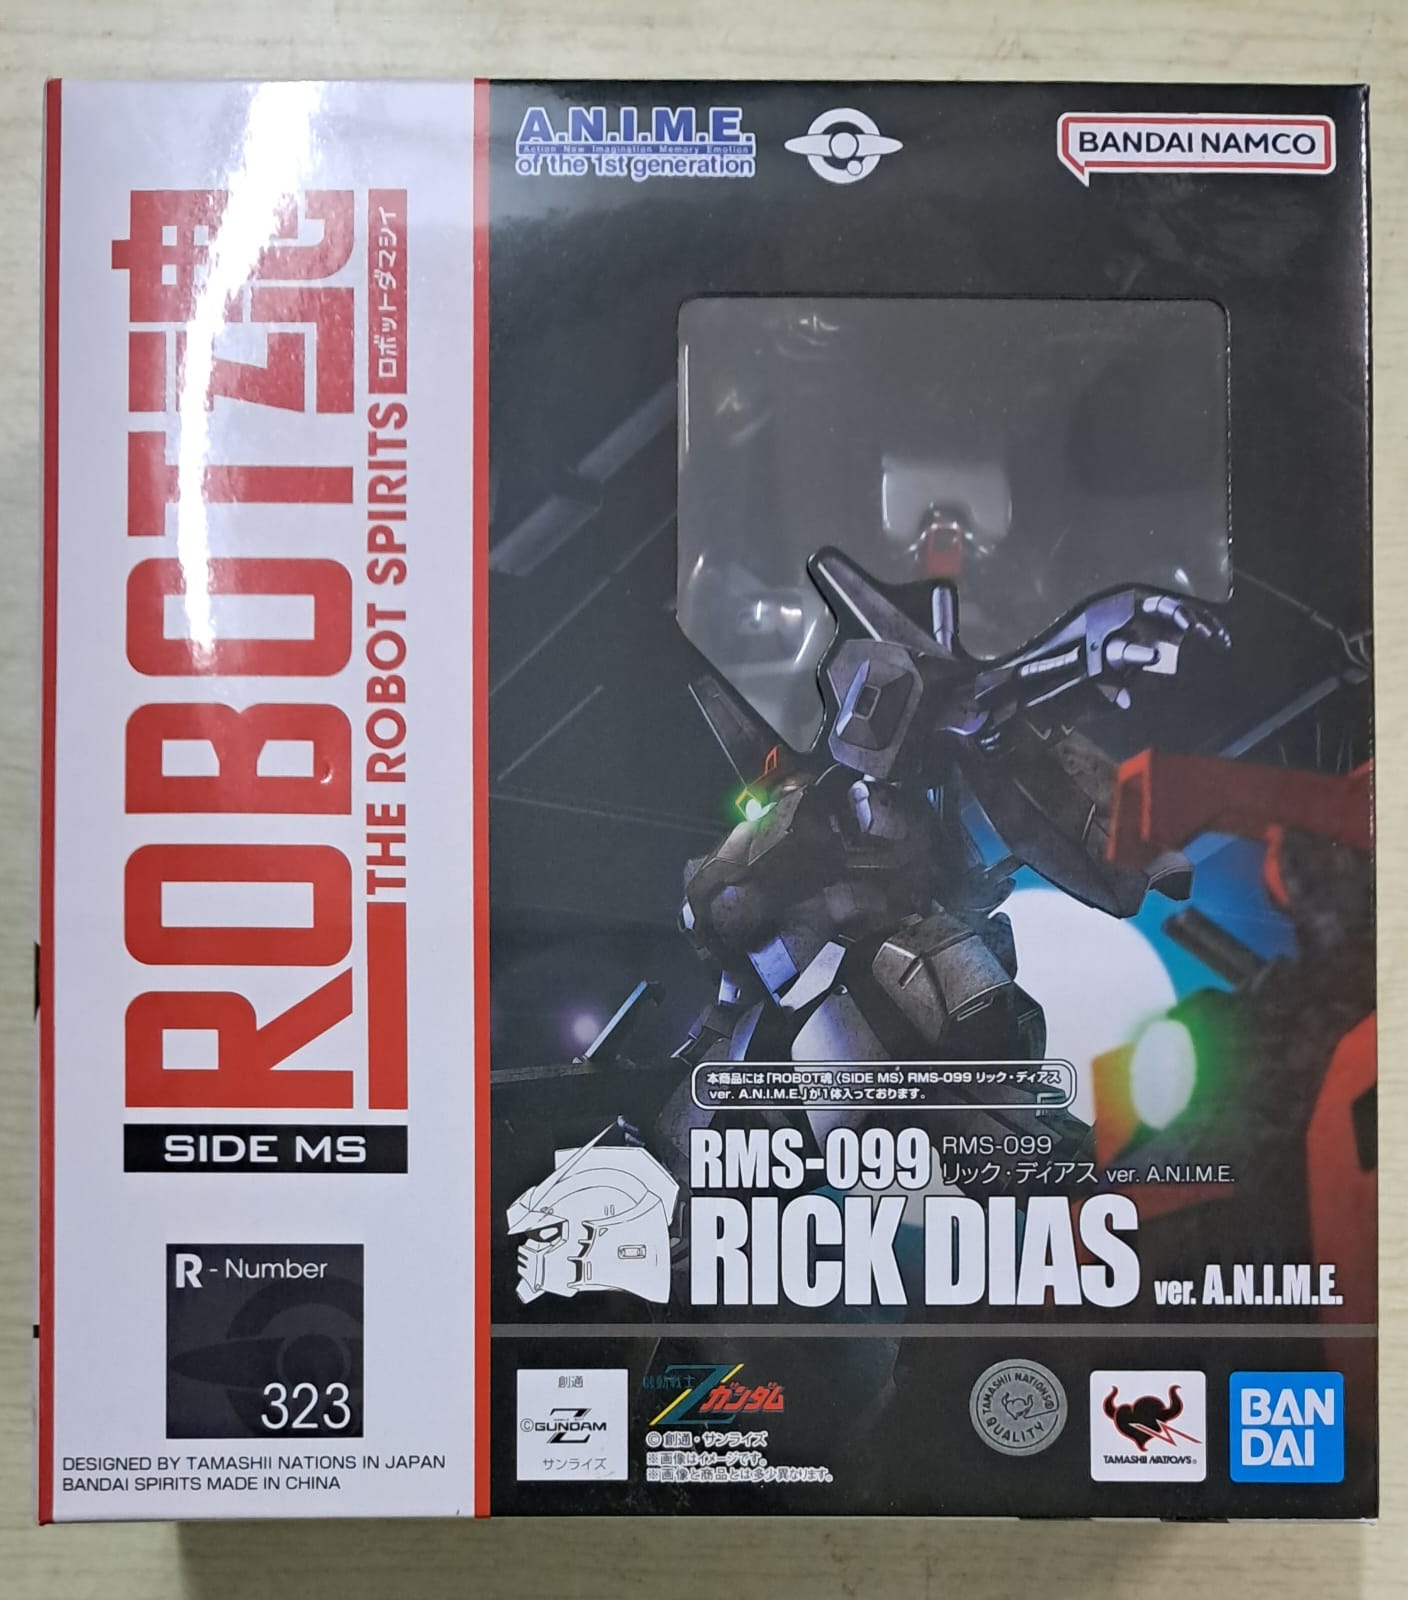 ROBOT魂
ロボットダマシイ
THE ROBOT SPIRITS
SIDE MS
R - Number
323
DESIGNED BY TAMASHII NATIONS IN JAPAN
BANDAI SPIRITS MADE IN CHINA
A.N.I.M.E.
Action New Imagination Memory Emotion
of the 1st generation
BANDAI NAMCO
本商品には「ROBOT魂〈SIDE MS〉RMS-099 リック・ディアス
ver. A.N.I.M.E.」が1体入っております。
RMS-099
RMS-099
リック・ディアス ver. A.N.I.M.E.
RICK DIAS ver. A.N.I.M.E.
創通
©GUNDAM Z
サンライズ
機動戦士
Zガンダム
©創通・サンライズ
※画像はイメージです。
※画像と商品とは多少異なります。
TAMASHII NATIONS®
QUALITY
TAMASHII NATIONS®
BAN
DAI